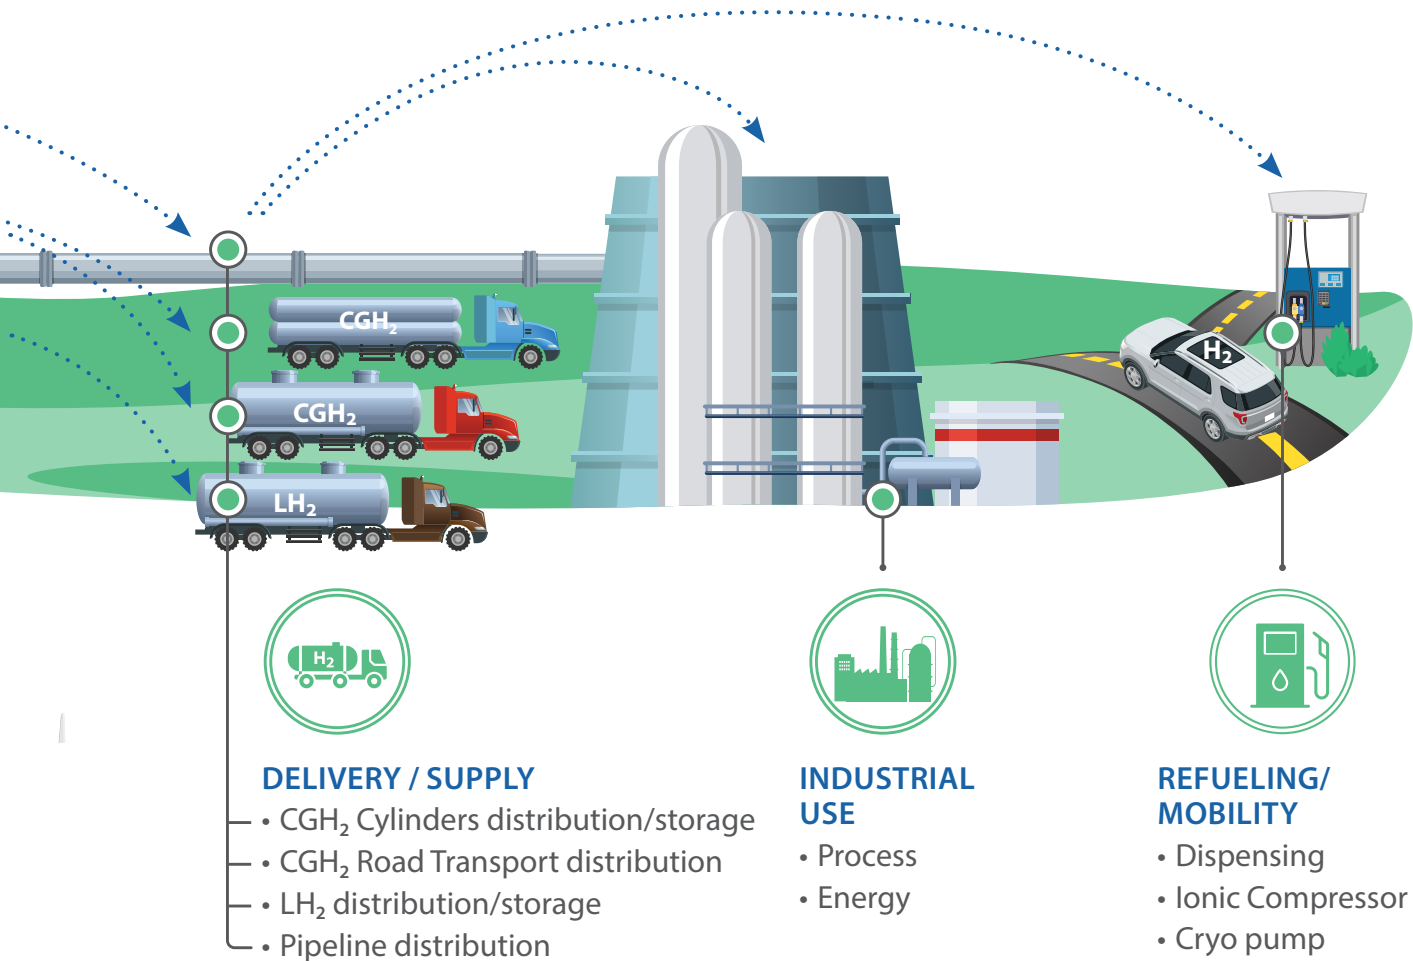 CGH₂
CGH₂
LH₂
H₂
H₂
DELIVERY / SUPPLY
• CGH₂ Cylinders distribution/storage
• CGH₂ Road Transport distribution
• LH₂ distribution/storage
• Pipeline distribution
INDUSTRIAL
USE
• Process
• Energy
REFUELING/
MOBILITY
• Dispensing
• Ionic Compressor
• Cryo pump